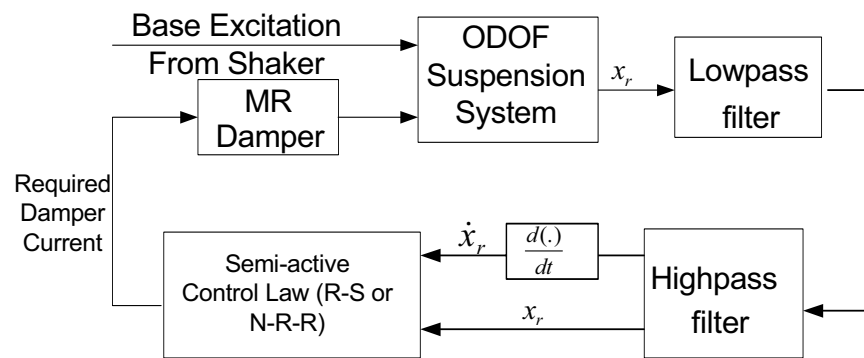 Base Excitation
From Shaker
MR
Damper
ODOF
Suspension
System
x_r
Lowpass
filter
Required
Damper
Current
Semi-active
Control Law (R-S or
N-R-R)
ẋ_r
d(.)
dt
x_r
Highpass
filter